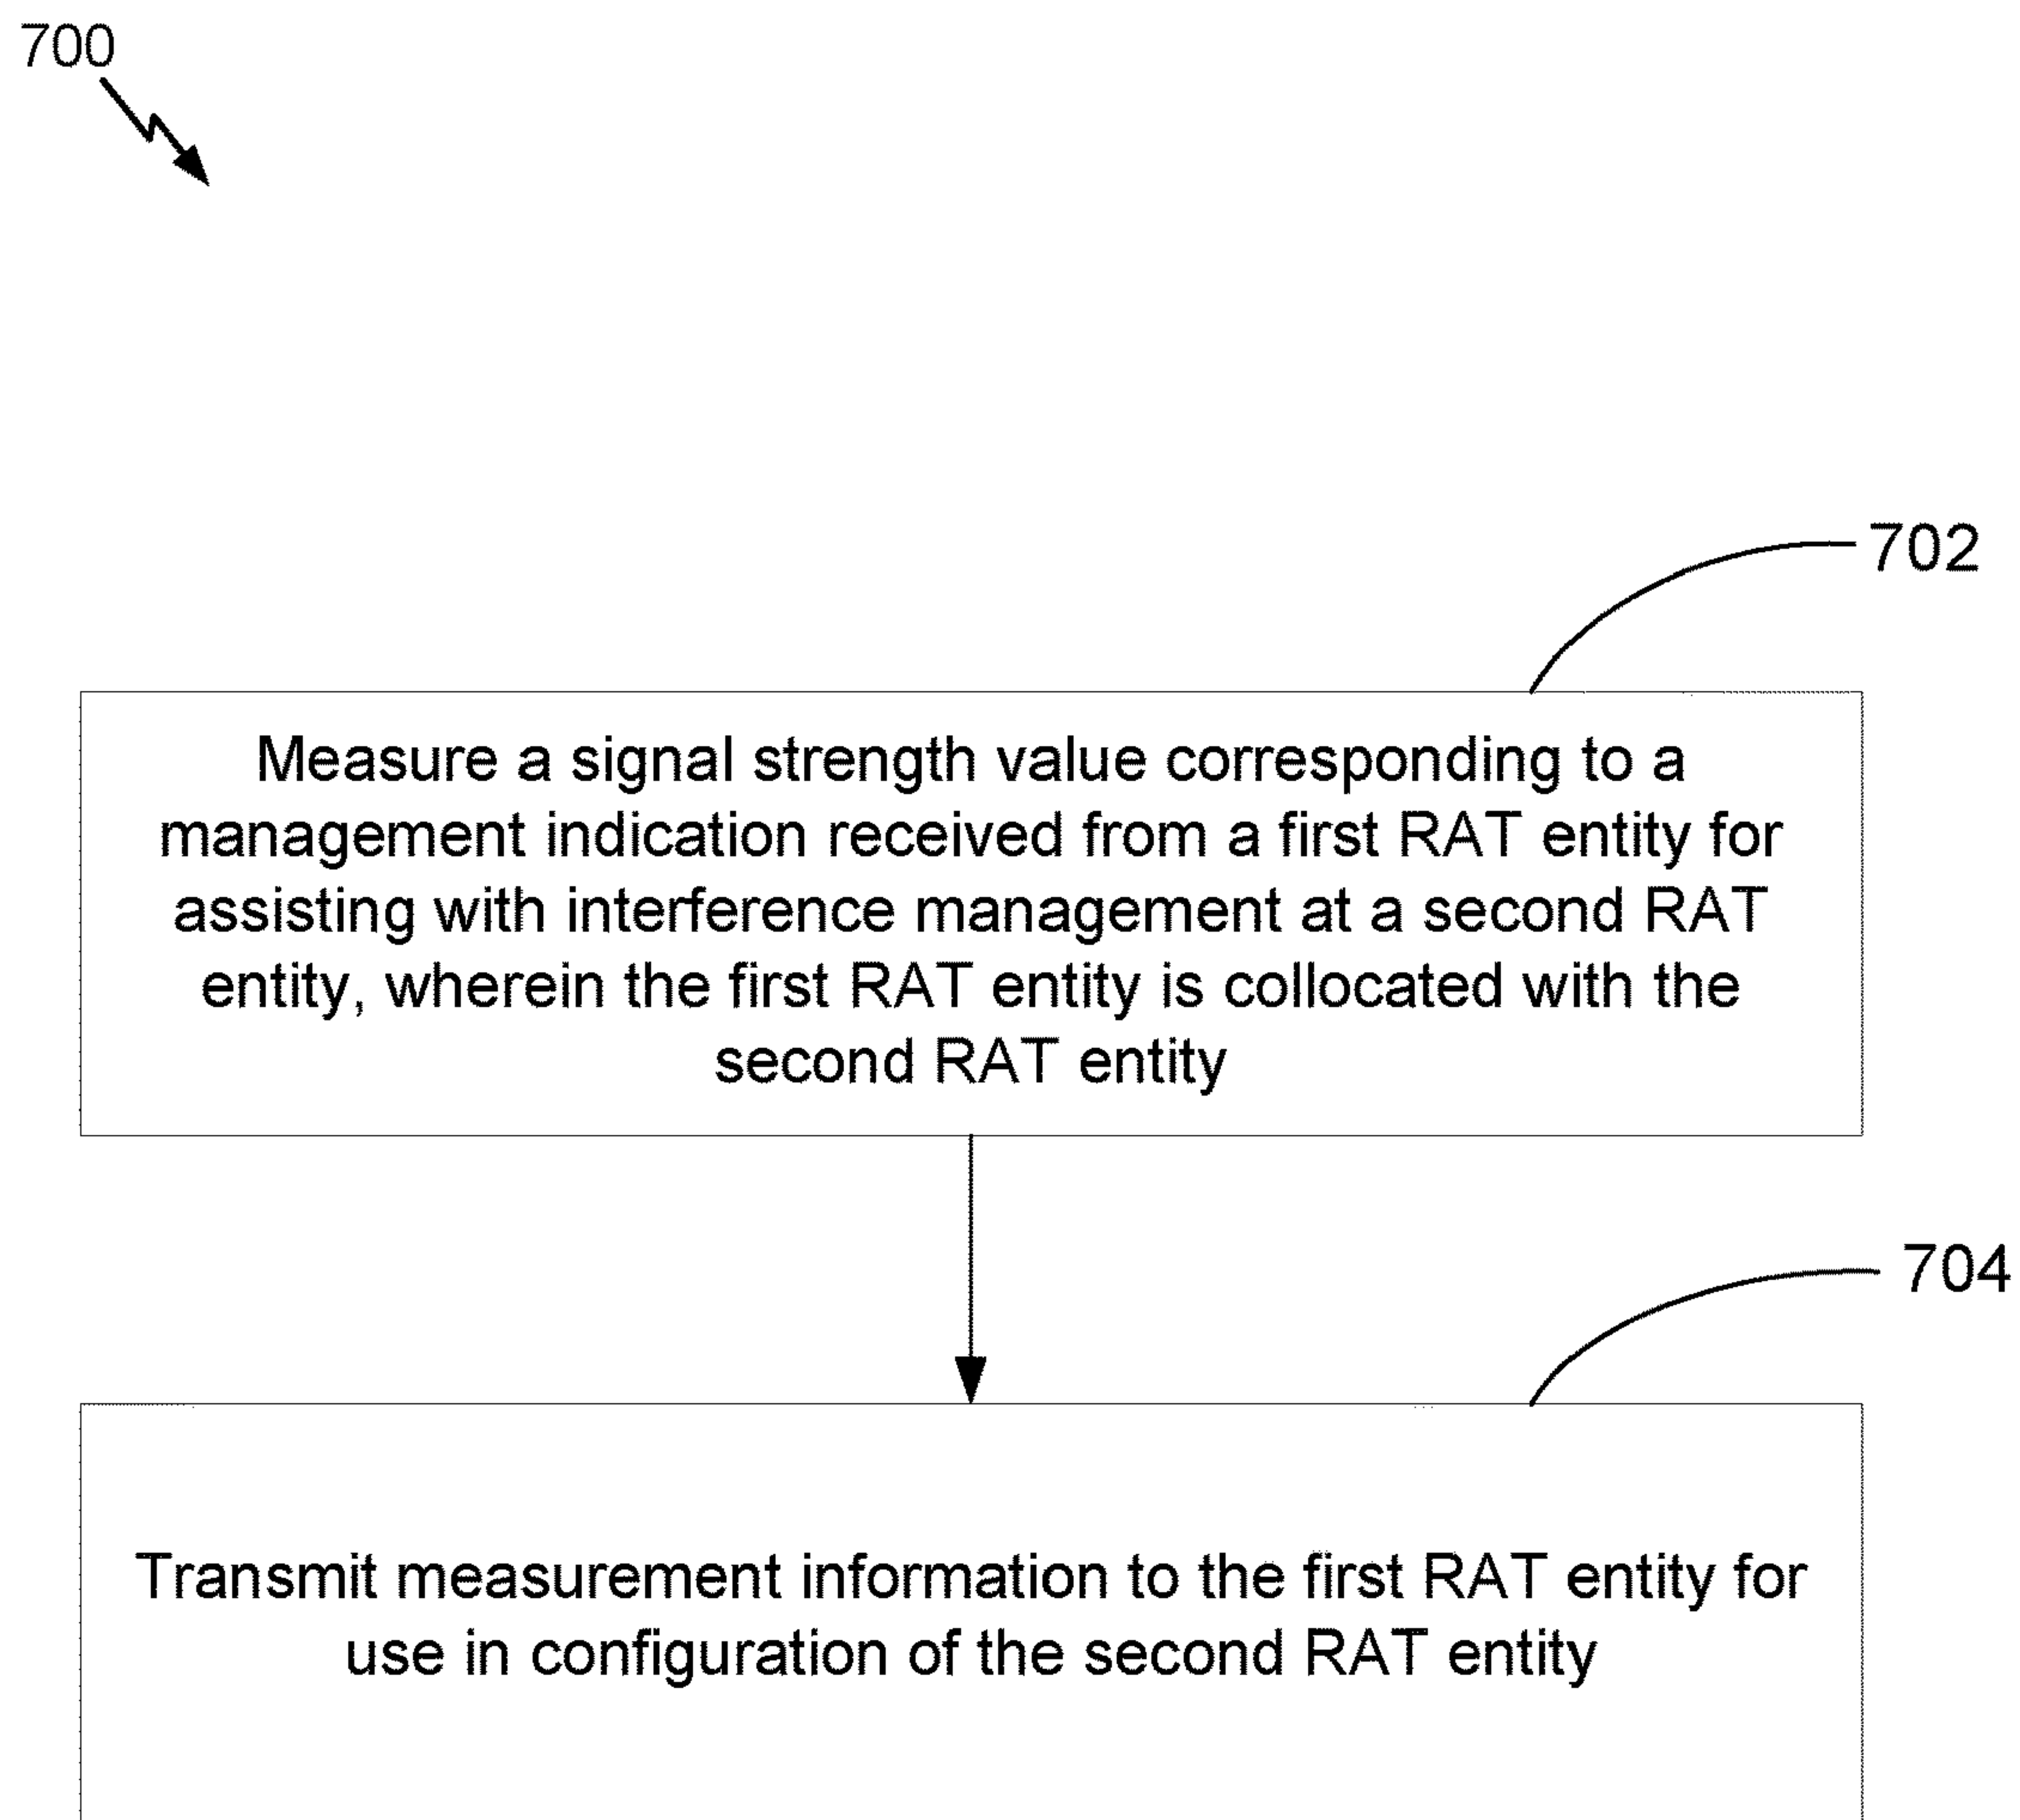 700
702
Measure a signal strength value corresponding to a
management indication received from a first RAT entity for
assisting with interference management at a second RAT
entity, wherein the first RAT entity is collocated with the
second RAT entity
704
Transmit measurement information to the first RAT entity for
use in configuration of the second RAT entity